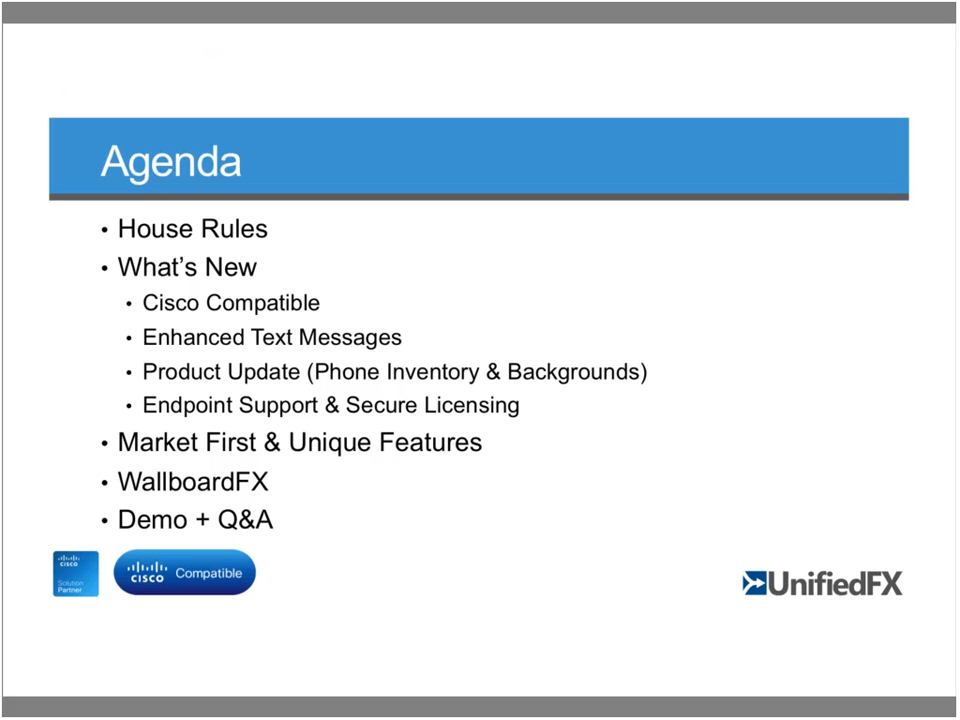 Agenda
• House Rules
• What’s New
• Cisco Compatible
• Enhanced Text Messages
• Product Update (Phone Inventory & Backgrounds)
• Endpoint Support & Secure Licensing
• Market First & Unique Features
• WallboardFX
• Demo + Q&A
CISCO
Solution
Partner
CISCO Compatible
UnifiedFX